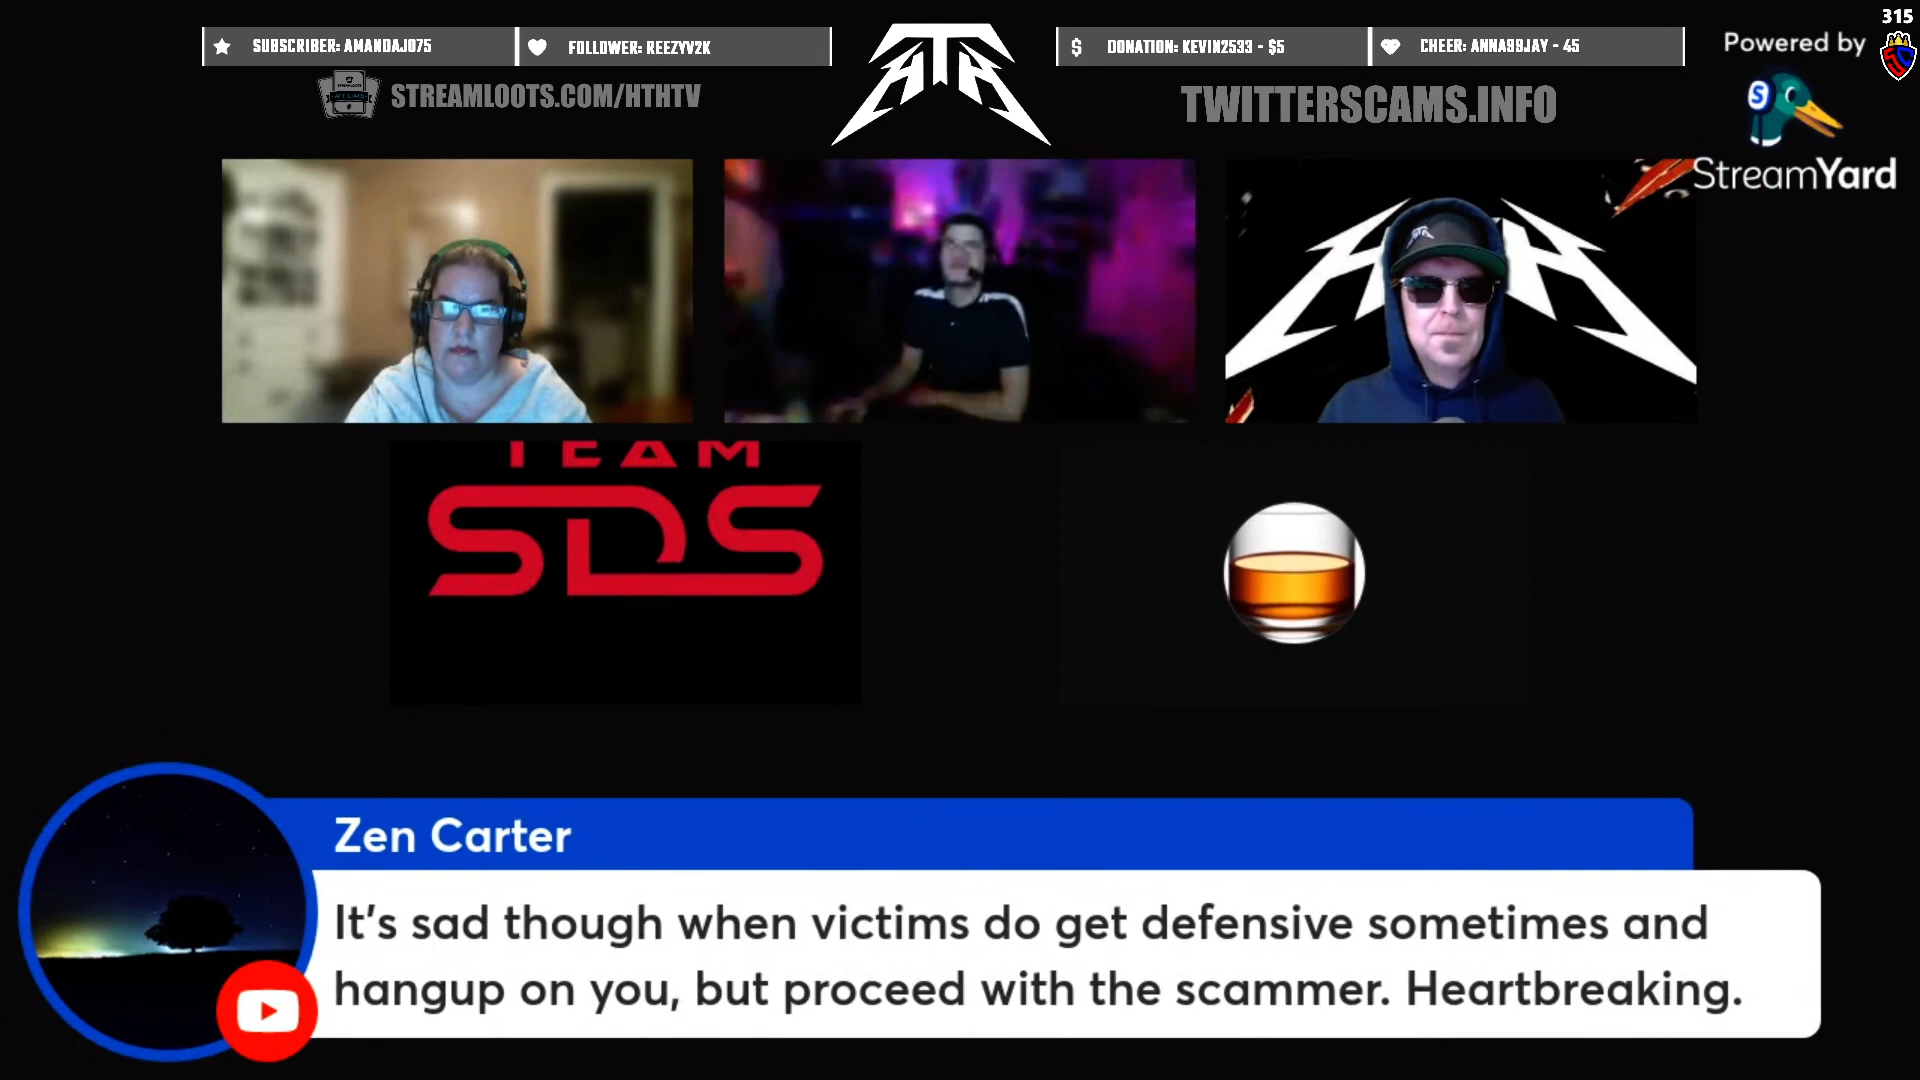 315
SUBSCRIBER: AMANDAJO75
FOLLOWER: REEZYV2K
DONATION: KEVIN2533 - $5
CHEER: ANNA99JAY - 45
Powered by
STREAMLOOTS.COM/HTHTV
HTH
TWITTERSCAMS.INFO
S
StreamYard
TEAM
SDS
Zen Carter
It's sad though when victims do get defensive sometimes and
hangup on you, but proceed with the scammer. Heartbreaking.